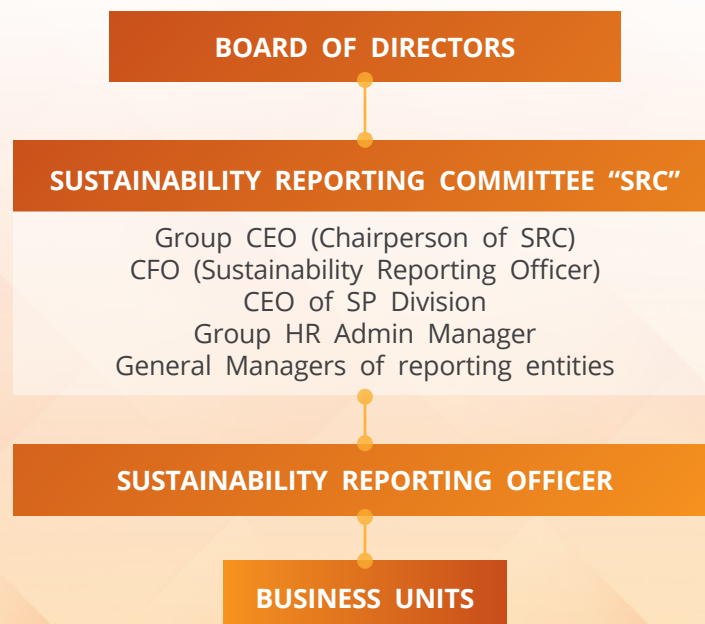 BOARD OF DIRECTORS
SUSTAINABILITY REPORTING COMMITTEE “SRC”
Group CEO (Chairperson of SRC)
CFO (Sustainability Reporting Officer)
CEO of SP Division
Group HR Admin Manager
General Managers of reporting entities
SUSTAINABILITY REPORTING OFFICER
BUSINESS UNITS